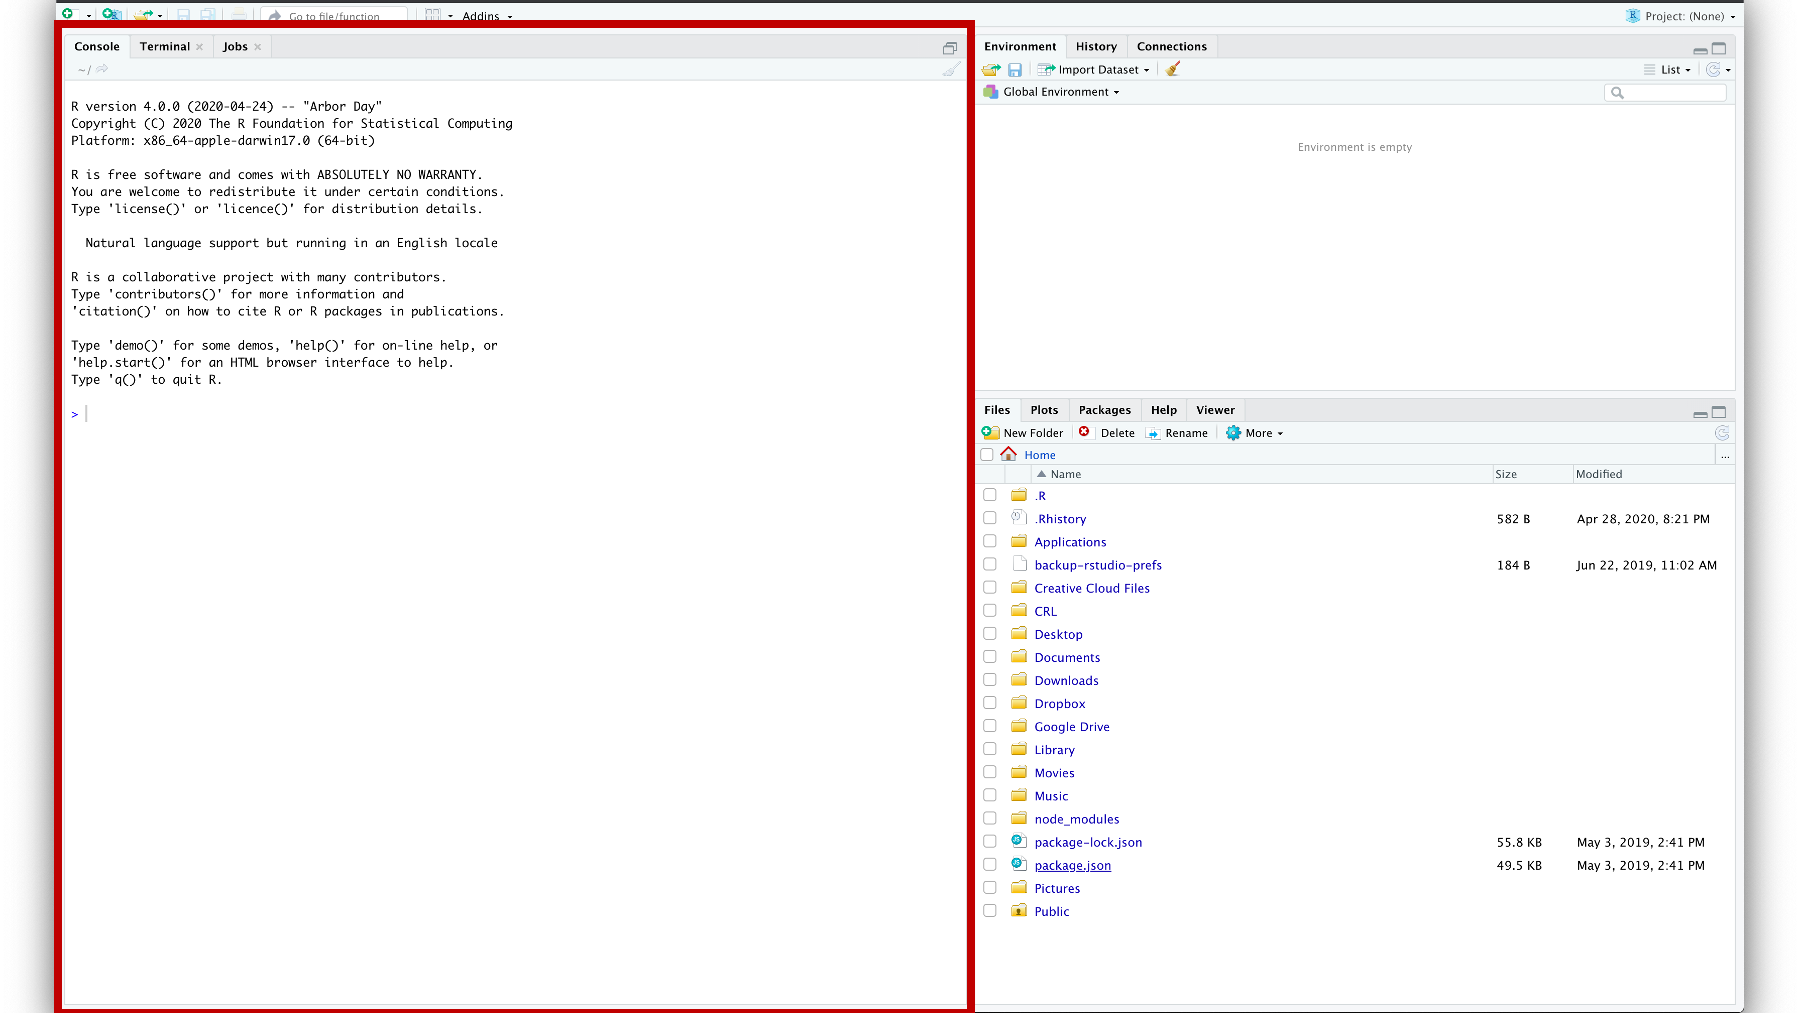 Go to file/function
Addins
Project: (None)
Console Terminal Jobs
~/
R version 4.0.0 (2020-04-24) -- "Arbor Day"
Copyright (C) 2020 The R Foundation for Statistical Computing
Platform: x86_64-apple-darwin17.0 (64-bit)
R is free software and comes with ABSOLUTELY NO WARRANTY.
You are welcome to redistribute it under certain conditions.
Type 'license()' or 'licence()' for distribution details.
Natural language support but running in an English locale
R is a collaborative project with many contributors.
Type 'contributors()' for more information and
'citation()' on how to cite R or R packages in publications.
Type 'demo()' for some demos, 'help()' for on-line help, or
'help.start()' for an HTML browser interface to help.
Type 'q()' to quit R.
>
Environment History Connections
Import Dataset List
Global Environment
Environment is empty
Files Plots Packages Help Viewer
New Folder Delete Rename More
Home ...
Name Size Modified
.R
.Rhistory 582 B Apr 28, 2020, 8:21 PM
Applications
backup-rstudio-prefs 184 B Jun 22, 2019, 11:02 AM
Creative Cloud Files
CRL
Desktop
Documents
Downloads
Dropbox
Google Drive
Library
Movies
Music
node_modules
package-lock.json 55.8 KB May 3, 2019, 2:41 PM
package.json 49.5 KB May 3, 2019, 2:41 PM
Pictures
Public